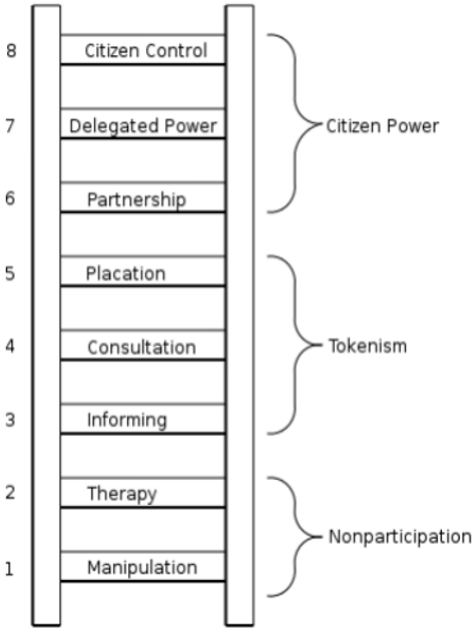 8 Citizen Control
7 Delegated Power Citizen Power
6 Partnership
5 Placation
4 Consultation Tokenism
3 Informing
2 Therapy
Nonparticipation
1 Manipulation